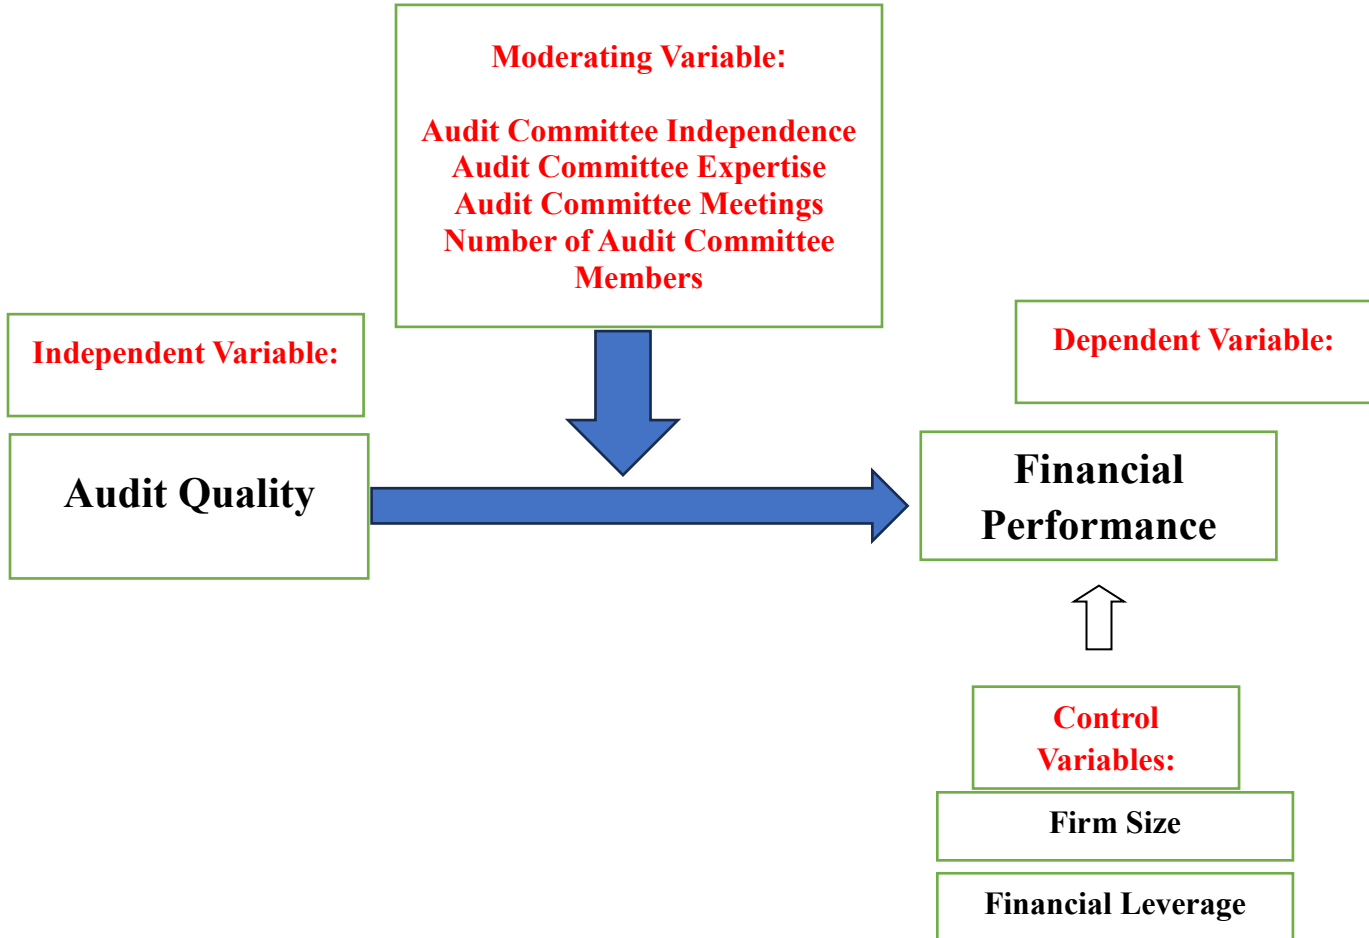 Moderating Variable:
Audit Committee Independence
Audit Committee Expertise
Audit Committee Meetings
Number of Audit Committee
Members
Independent Variable:
Dependent Variable:
Audit Quality
Financial
Performance
Control
Variables:
Firm Size
Financial Leverage